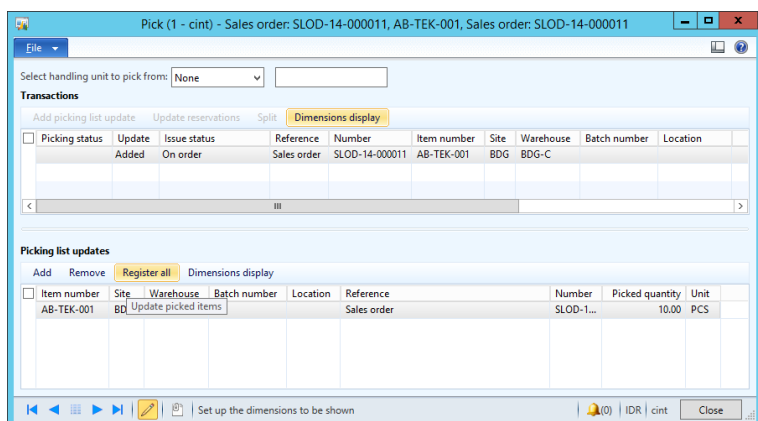 Pick (1 - cint) - Sales order: SLOD-14-000011, AB-TEK-001, Sales order: SLOD-14-000011
File
Select handling unit to pick from: None
Transactions
Add picking list update Update reservations Split Dimensions display
Picking status Update Issue status Reference Number Item number Site Warehouse Batch number Location
Added On order Sales order SLOD-14-000011 AB-TEK-001 BDG BDG-C
Picking list updates
Add Remove Register all Dimensions display
Item number Site Warehouse Batch number Location Reference Number Picked quantity Unit
AB-TEK-001 BD Update picked items Sales order SLOD-1... 10.00 PCS
Set up the dimensions to be shown (0) IDR cint Close